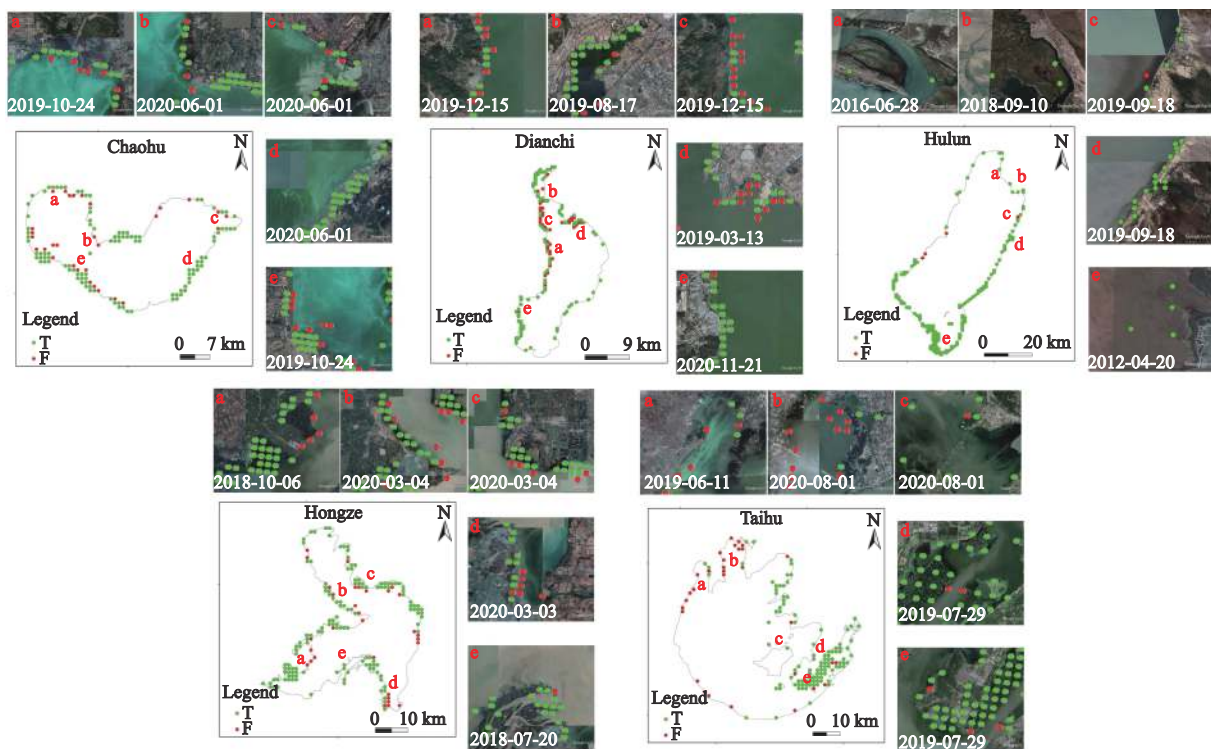 a
2019-10-24
b
2020-06-01
c
2020-06-01
Chaohu
N
a
b
c
d
e
Legend
T
F
0 7 km
d
2020-06-01
e
2019-10-24
a
2019-12-15
b
2019-08-17
c
2019-12-15
Dianchi
N
b
c
d
a
e
Legend
T
F
0 9 km
d
2019-03-13
e
2020-11-21
a
2016-06-28
b
2018-09-10
c
2019-09-18
Hulun
N
a
b
c
d
e
Legend
T
F
0 20 km
d
2019-09-18
e
2012-04-20
a
2018-10-06
b
2020-03-04
c
2020-03-04
Hongze
N
c
b
a
e
d
Legend
T
F
0 10 km
d
2020-03-03
e
2018-07-20
a
2019-06-11
b
2020-08-01
c
2020-08-01
Taihu
N
b
a
c
d
e
Legend
T
F
0 10 km
d
2019-07-29
e
2019-07-29